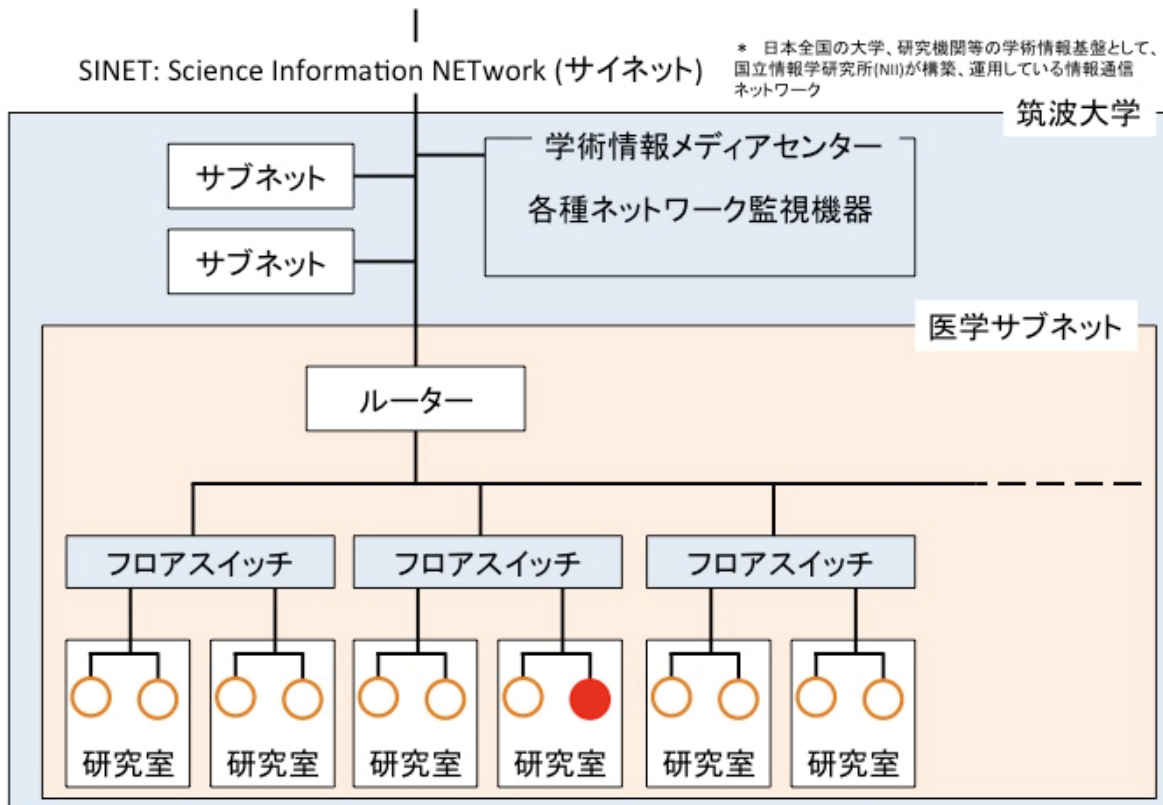 SINET: Science Information NETwork (サイネット)
* 日本全国の大学、研究機関等の学術情報基盤として、
国立情報学研究所(NII)が構築、運用している情報通信
ネットワーク
筑波大学
サブネット
学術情報メディアセンター
各種ネットワーク監視機器
サブネット
医学サブネット
ルーター
フロアスイッチ
フロアスイッチ
フロアスイッチ
研究室
研究室
研究室
研究室
研究室
研究室